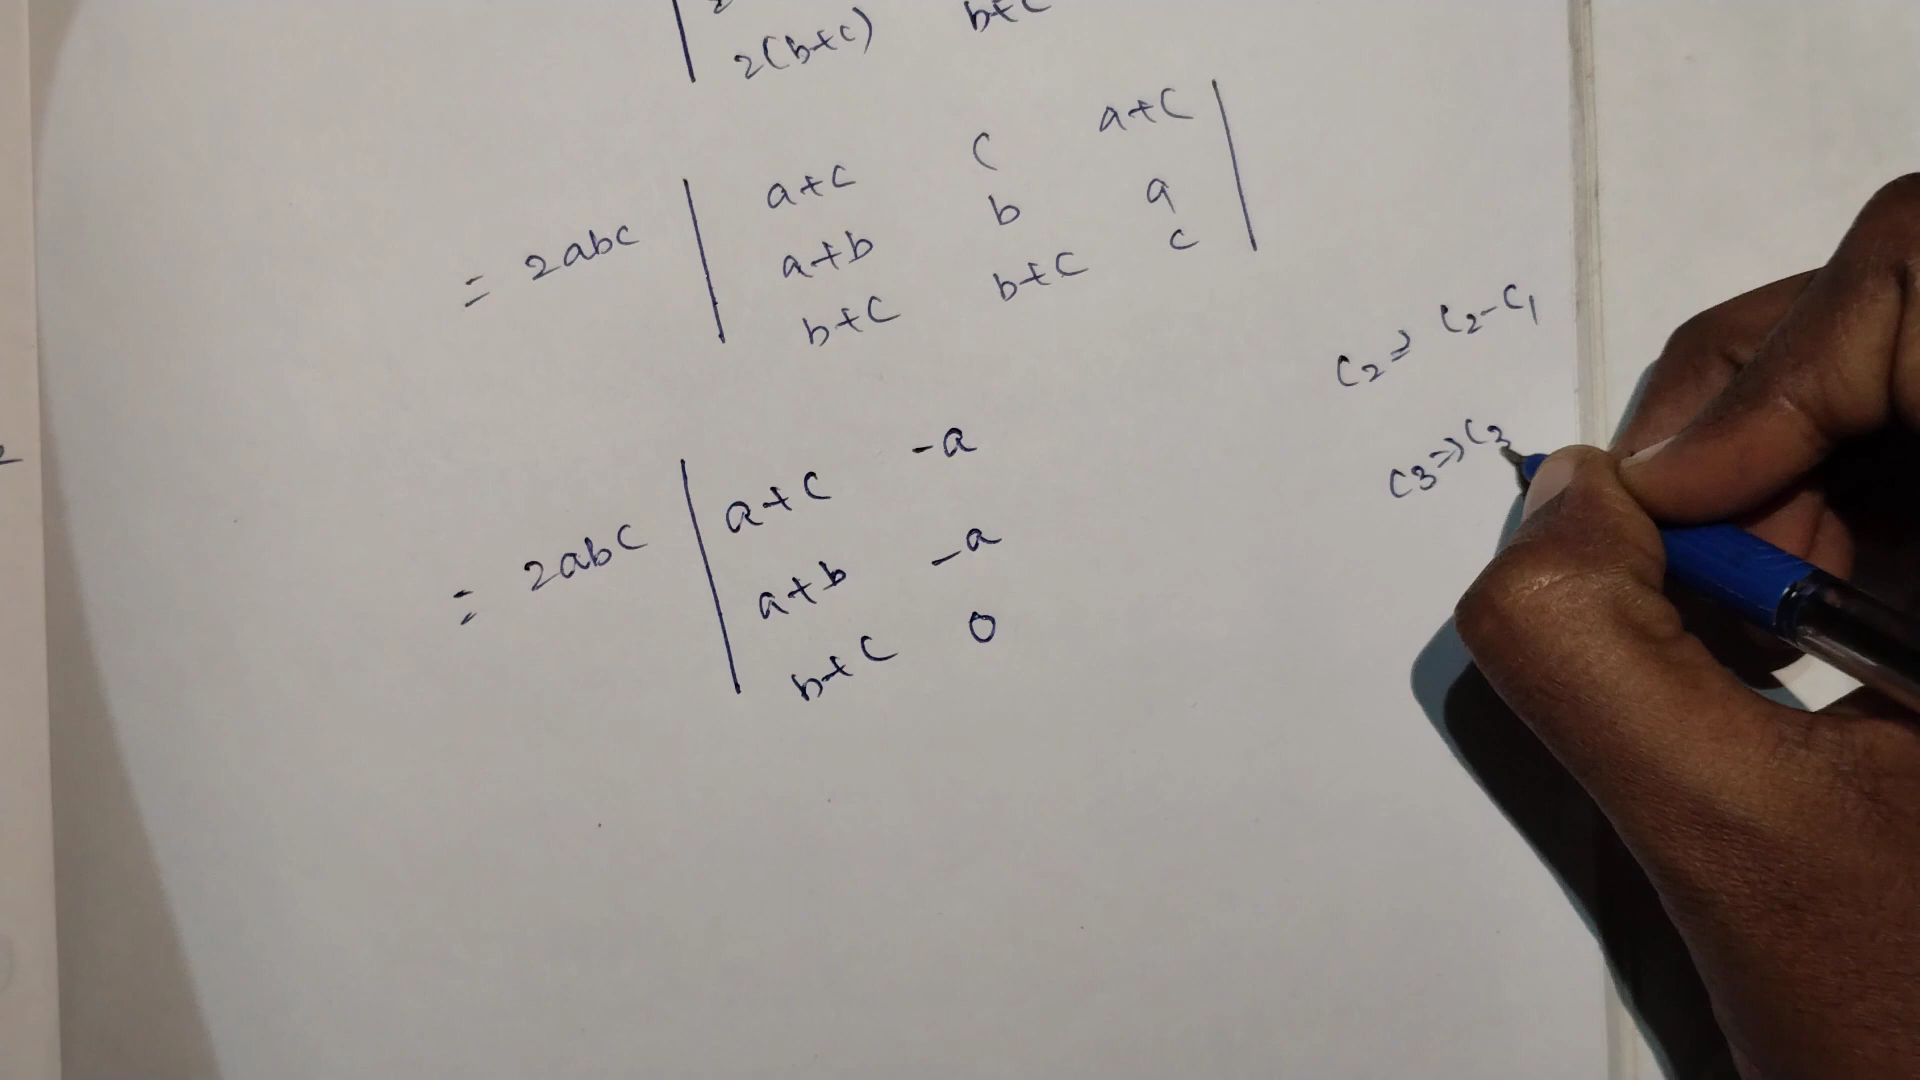 2(b+c) b+c
a+c c a+c
= 2abc a+b b a
b+c b+c c
C2 ⇒ C2-C1
C3 ⇒ C3
a+c -a
= 2abc a+b -a
b+c 0